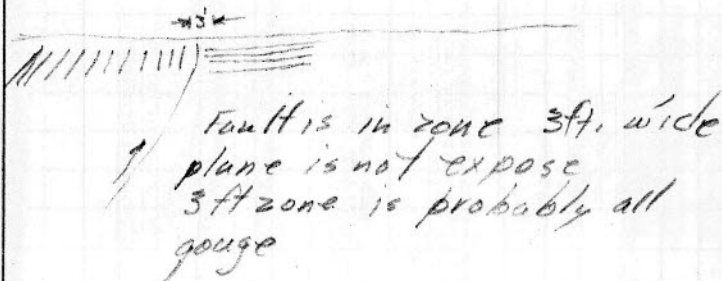 3'
Fault is in zone 3ft. wide
plane is not expose
3ft zone is probably all
gouge